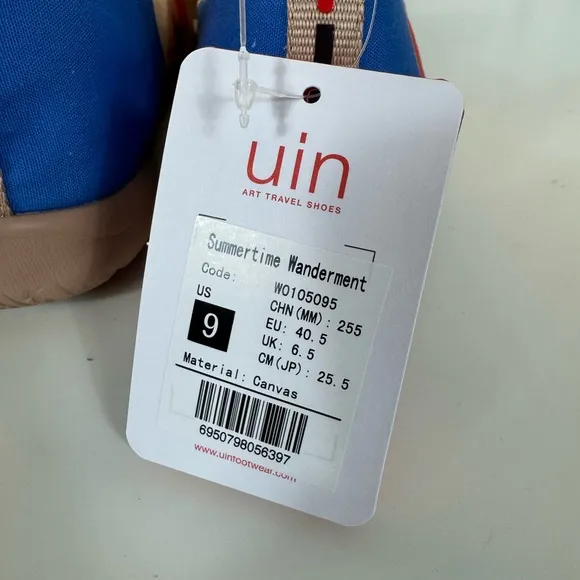 uin
ART TRAVEL SHOES
Summertime Wanderment
Code: W0105095
US
9
CHN(MM): 255
EU: 40.5
UK: 6.5
CM(JP): 25.5
Material: Canvas
6950798056397
www.uinfootwear.com